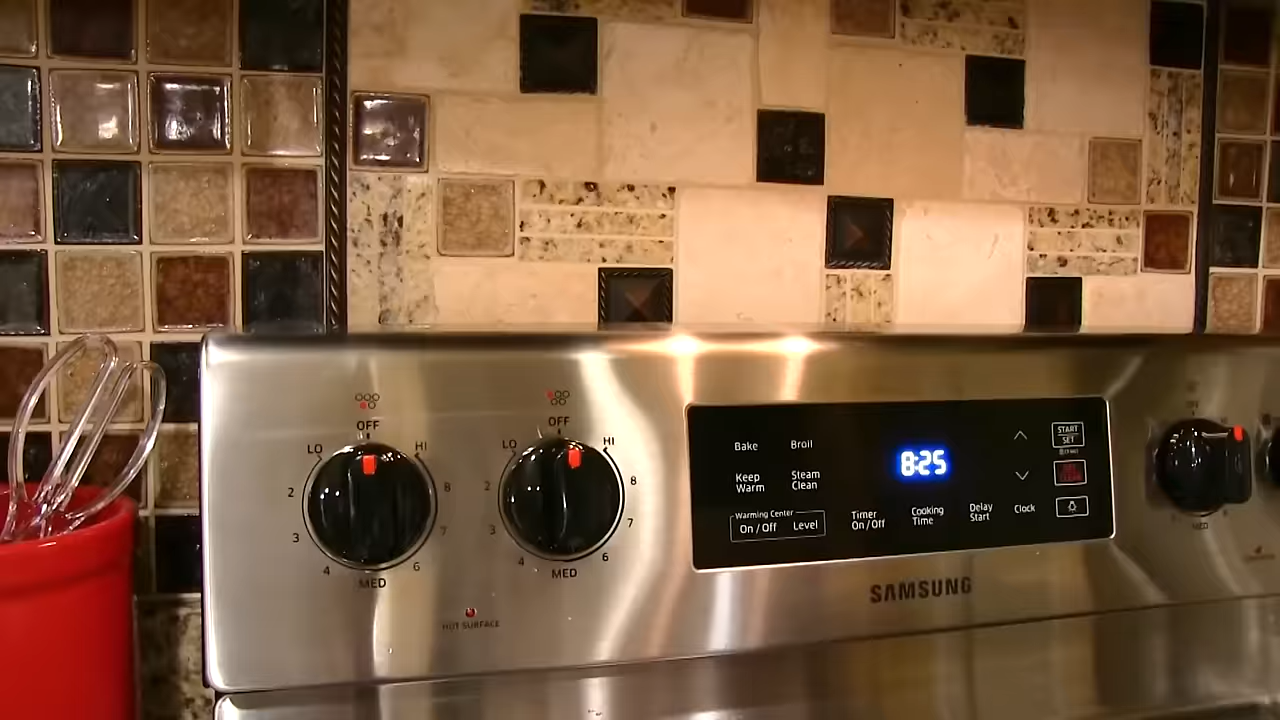 OFF
LO
HI
2
8
3
7
4
6
MED
OFF
LO
HI
2
8
3
7
4
6
MED
HOT SURFACE
Bake
Broil
Keep
Warm
Steam
Clean
Warming Center
On / Off
Level
8:25
Timer
On / Off
Cooking
Time
Delay
Start
Clock
START
SET
SAMSUNG
MED